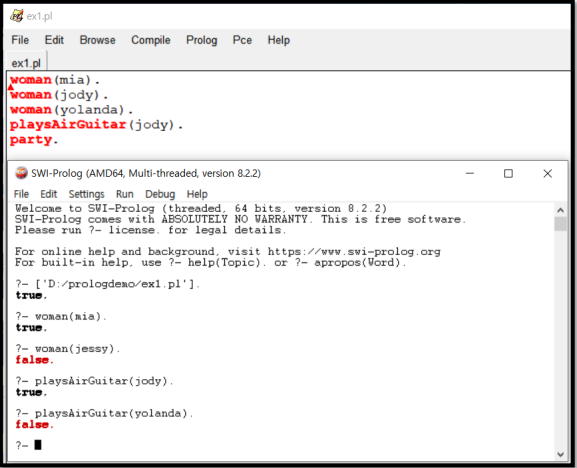 ex1.pl
File Edit Browse Compile Prolog Pce Help
ex1.pl
woman(mia).
woman(jody).
woman(yolanda).
playsAirGuitar(jody).
party.
SWI-Prolog (AMD64, Multi-threaded, version 8.2.2)
File Edit Settings Run Debug Help
Welcome to SWI-Prolog (threaded, 64 bits, version 8.2.2)
SWI-Prolog comes with ABSOLUTELY NO WARRANTY. This is free software.
Please run ?- license. for legal details.
For online help and background, visit https://www.swi-prolog.org
For built-in help, use ?- help(Topic). or ?- apropos(Word).
?- ['D:/prologdemo/ex1.pl'].
true.
?- woman(mia).
true.
?- woman(jessy).
false.
?- playsAirGuitar(jody).
true.
?- playsAirGuitar(yolanda).
false.
?-